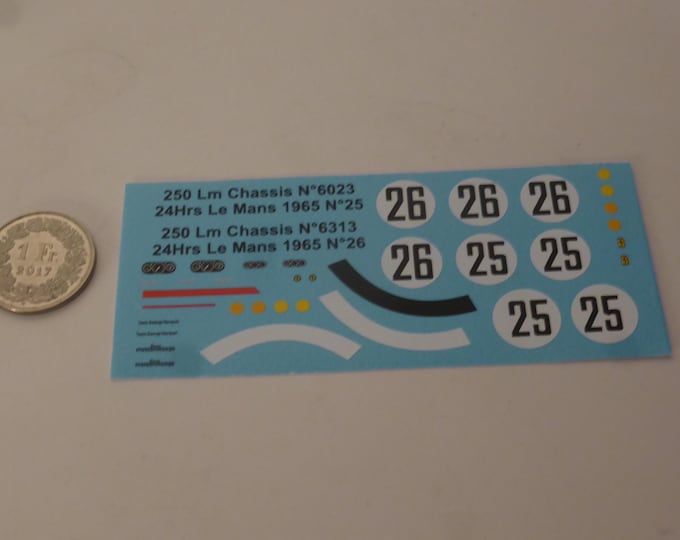 250 Lm Chassis N°6023
24Hrs Le Mans 1965 N°25
250 Lm Chassis N°6313
24Hrs Le Mans 1965 N°26
26 26 26
26 25 25
25 25
1 Fr.
2017